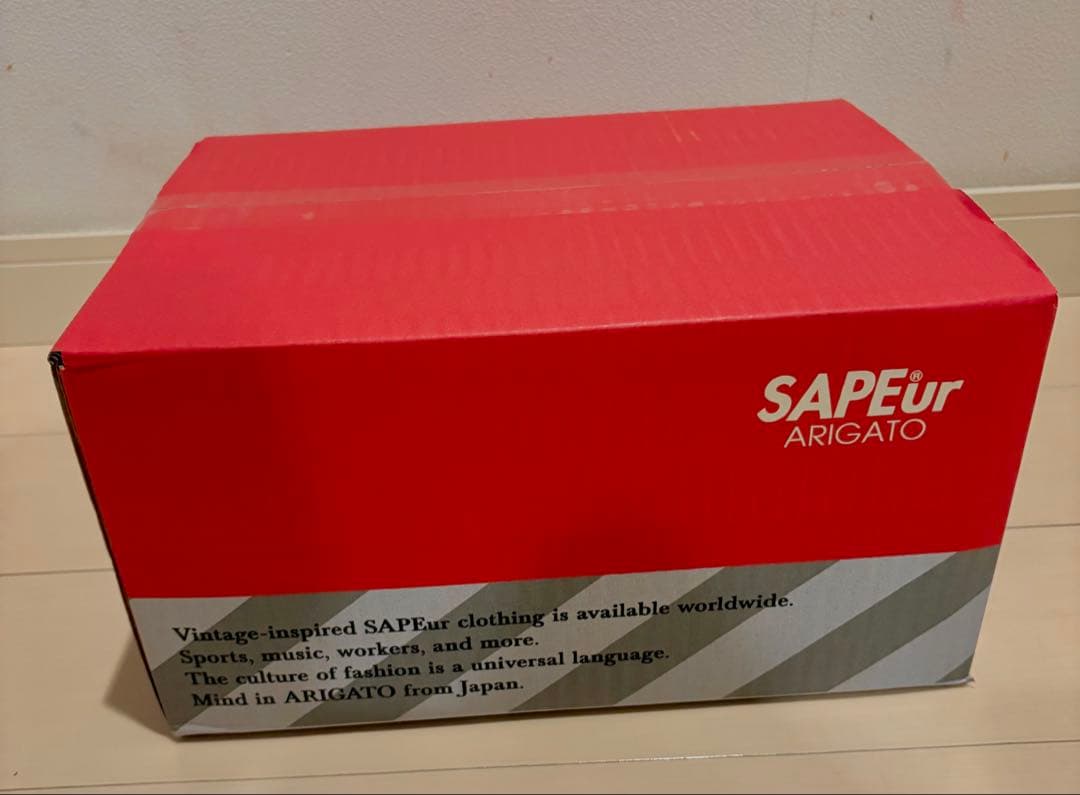 SAPEur®
ARIGATO
Vintage-inspired SAPEur clothing is available worldwide.
Sports, music, workers, and more.
The culture of fashion is a universal language.
Mind in ARIGATO from Japan.